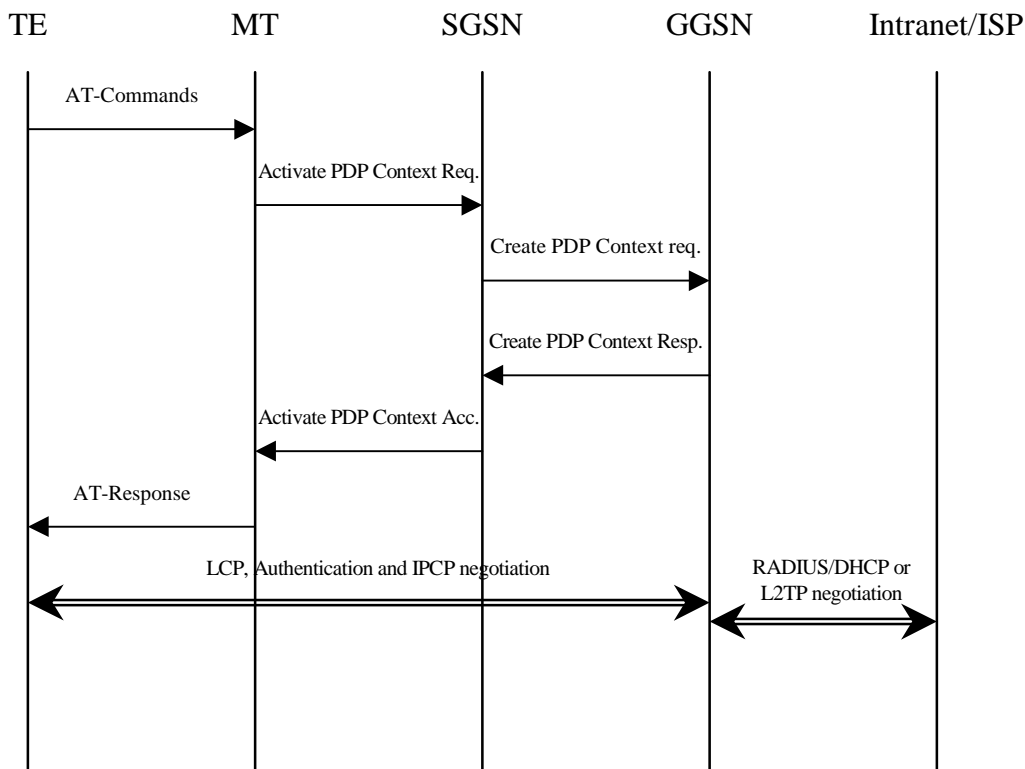 TE MT SGSN GGSN Intranet/ISP
AT-Commands
Activate PDP Context Req.
Create PDP Context req.
Create PDP Context Resp.
Activate PDP Context Acc.
AT-Response
LCP, Authentication and IPCP negotiation
RADIUS/DHCP or
L2TP negotiation